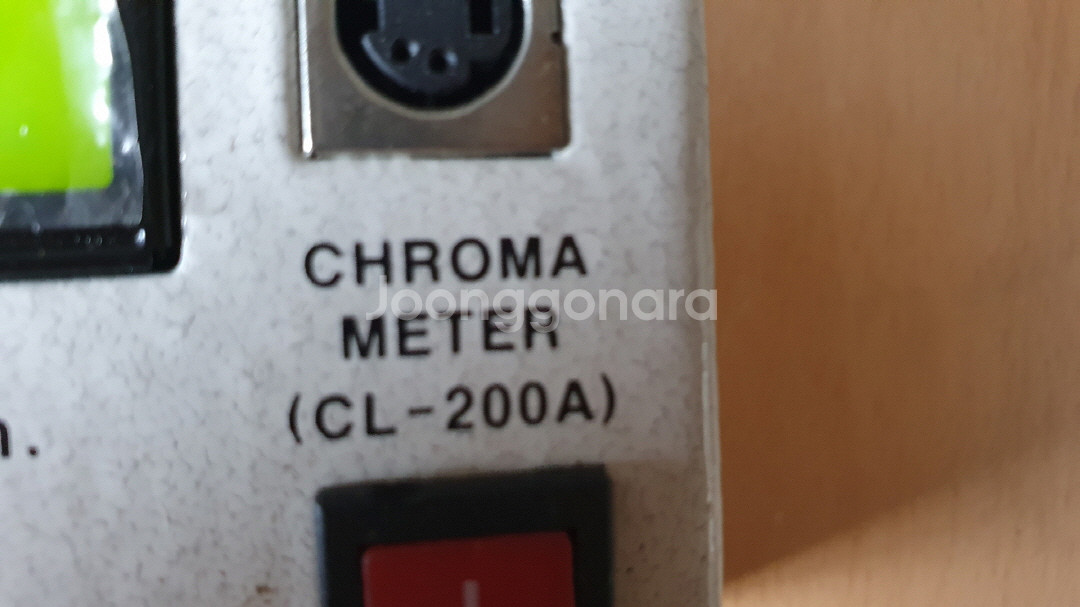 CHROMA
Joonggonara
METER
(CL-200A)
n.